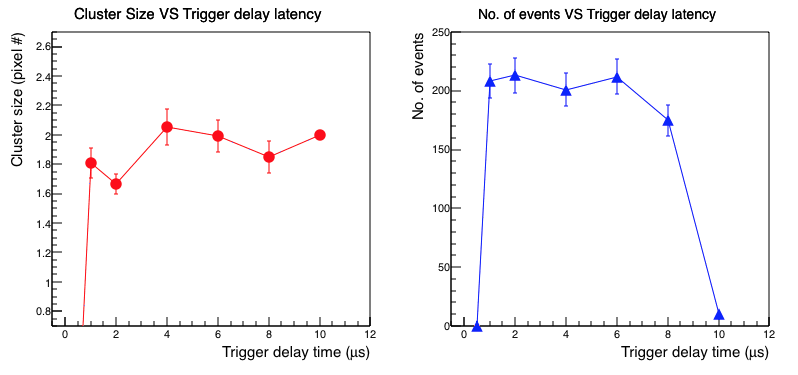 Cluster Size VS Trigger delay latency
Cluster size (pixel #)
2.6
2.4
2.2
2
1.8
1.6
1.4
1.2
1
0.8
0 2 4 6 8 10 12
Trigger delay time (μs)
No. of events VS Trigger delay latency
No. of events
250
200
150
100
50
0
0 2 4 6 8 10 12
Trigger delay time (μs)